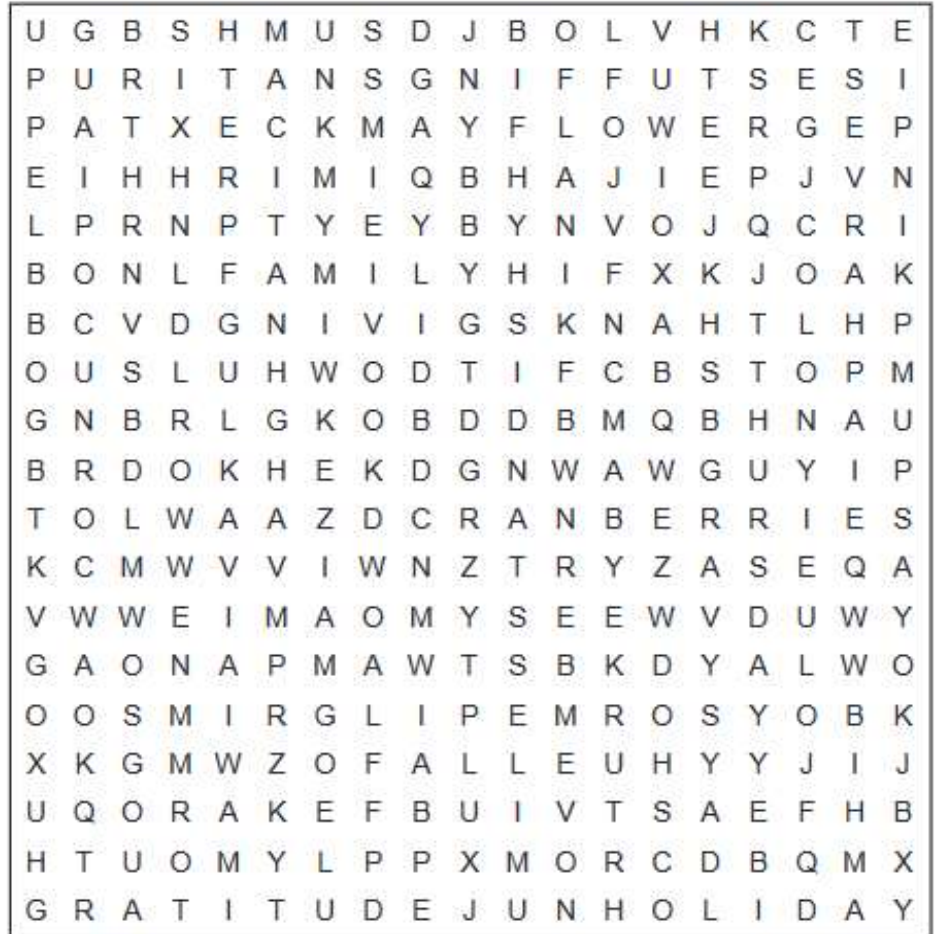 U G B S H M U S D J B O L V H K C T E
P U R I T A N S G N I F F U T S E S I
P A T X E C K M A Y F L O W E R G E P
E I H H R I M I Q B H A J I E P J V N
L P R N P T Y E Y B Y N V O J Q C R I
B O N L F A M I L Y H I F X K J O A K
B C V D G N I V I G S K N A H T L H P
O U S L U H W O D T I F C B S T O P M
G N B R L G K O B D D B M Q B H N A U
B R D O K H E K D G N W A W G U Y I P
T O L W A A Z D C R A N B E R R I E S
K C M W V V I W N Z T R Y Z A S E Q A
V W W E I M A O M Y S E E W V D U W Y
G A O N A P M A W T S B K D Y A L W O
O O S M I R G L I P E M R O S Y O B K
X K G M W Z O F A L L E U H Y Y J I J
U Q O R A K E F B U I V T S A E F H B
H T U O M Y L P P X M O R C D B Q M X
G R A T I T U D E J U N H O L I D A Y